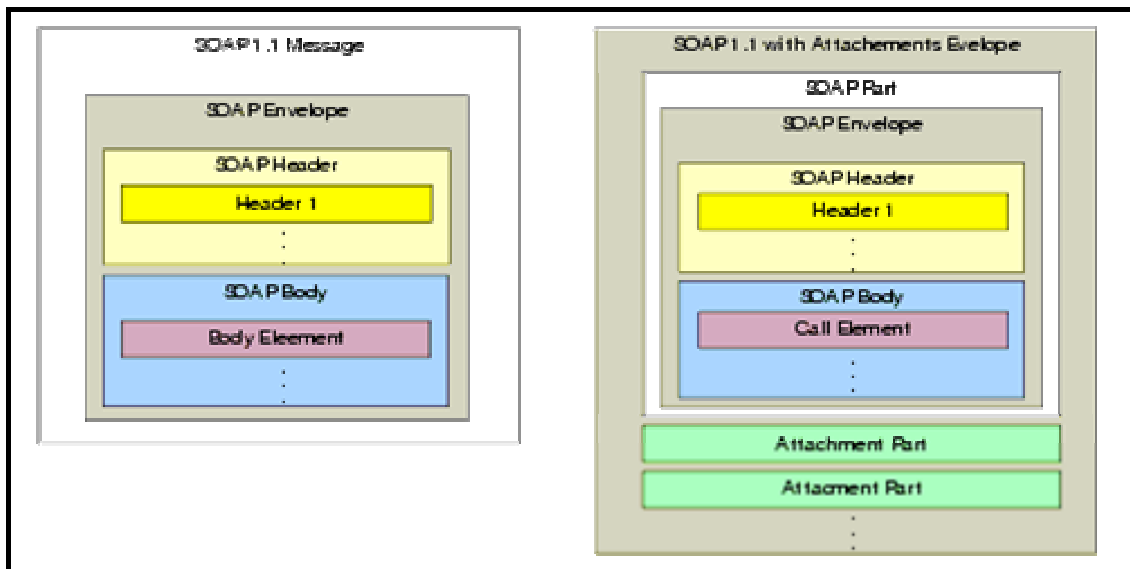 SOAP1.1 Message
SOAP Envelope
SOAP Header
Header 1
SOAP Body
Body Eleement
SOAP1.1 with Attachements Evelope
SOAP Part
SOAP Envelope
SOAP Header
Header 1
SOAP Body
Call Element
Attachment Part
Attacment Part